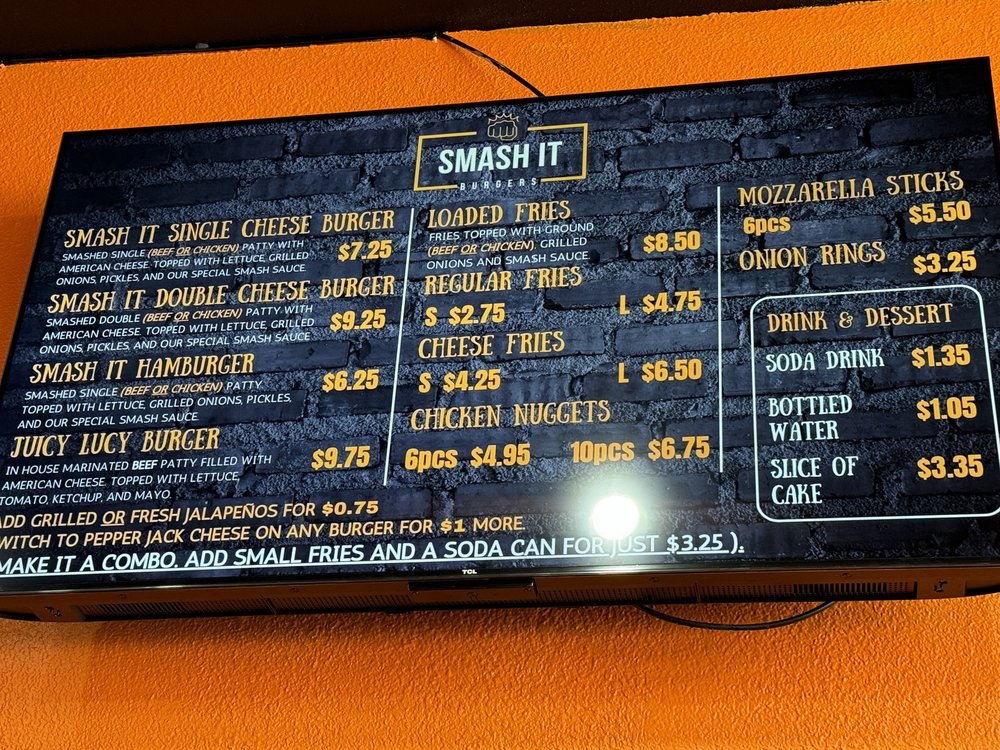 SMASH IT
BURGERS
SMASH IT SINGLE CHEESE BURGER
SMASHED SINGLE (BEEF OR CHICKEN) PATTY WITH
AMERICAN CHEESE. TOPPED WITH LETTUCE, GRILLED
ONIONS, PICKLES, AND OUR SPECIAL SMASH SAUCE.
$7.25
SMASH IT DOUBLE CHEESE BURGER
SMASHED DOUBLE (BEEF OR CHICKEN) PATTY WITH
AMERICAN CHEESE. TOPPED WITH LETTUCE, GRILLED
ONIONS, PICKLES, AND OUR SPECIAL SMASH SAUCE
$9.25
SMASH IT HAMBURGER
SMASHED SINGLE (BEEF OR CHICKEN) PATTY.
TOPPED WITH LETTUCE, GRILLED ONIONS, PICKLES,
AND OUR SPECIAL SMASH SAUCE.
$6.25
JUICY LUCY BURGER
IN HOUSE MARINATED BEEF PATTY FILLED WITH
AMERICAN CHEESE. TOPPED WITH LETTUCE,
TOMATO, KETCHUP, AND MAYO.
$9.75
LOADED FRIES
FRIES TOPPED WITH GROUND
(BEEF OR CHICKEN), GRILLED
ONIONS AND SMASH SAUCE.
$8.50
REGULAR FRIES
S $2.75 L $4.75
CHEESE FRIES
S $4.25 L $6.50
CHICKEN NUGGETS
6pcs $4.95 10pcs $6.75
MOZZARELLA STICKS
6pcs $5.50
ONION RINGS $3.25
DRINK & DESSERT
SODA DRINK $1.35
BOTTLED
WATER
$1.05
SLICE OF
CAKE
$3.35
ADD GRILLED OR FRESH JALAPEÑOS FOR $0.75
WITCH TO PEPPER JACK CHEESE ON ANY BURGER FOR $1 MORE.
MAKE IT A COMBO. ADD SMALL FRIES AND A SODA CAN FOR JUST $3.25 ).
TCL